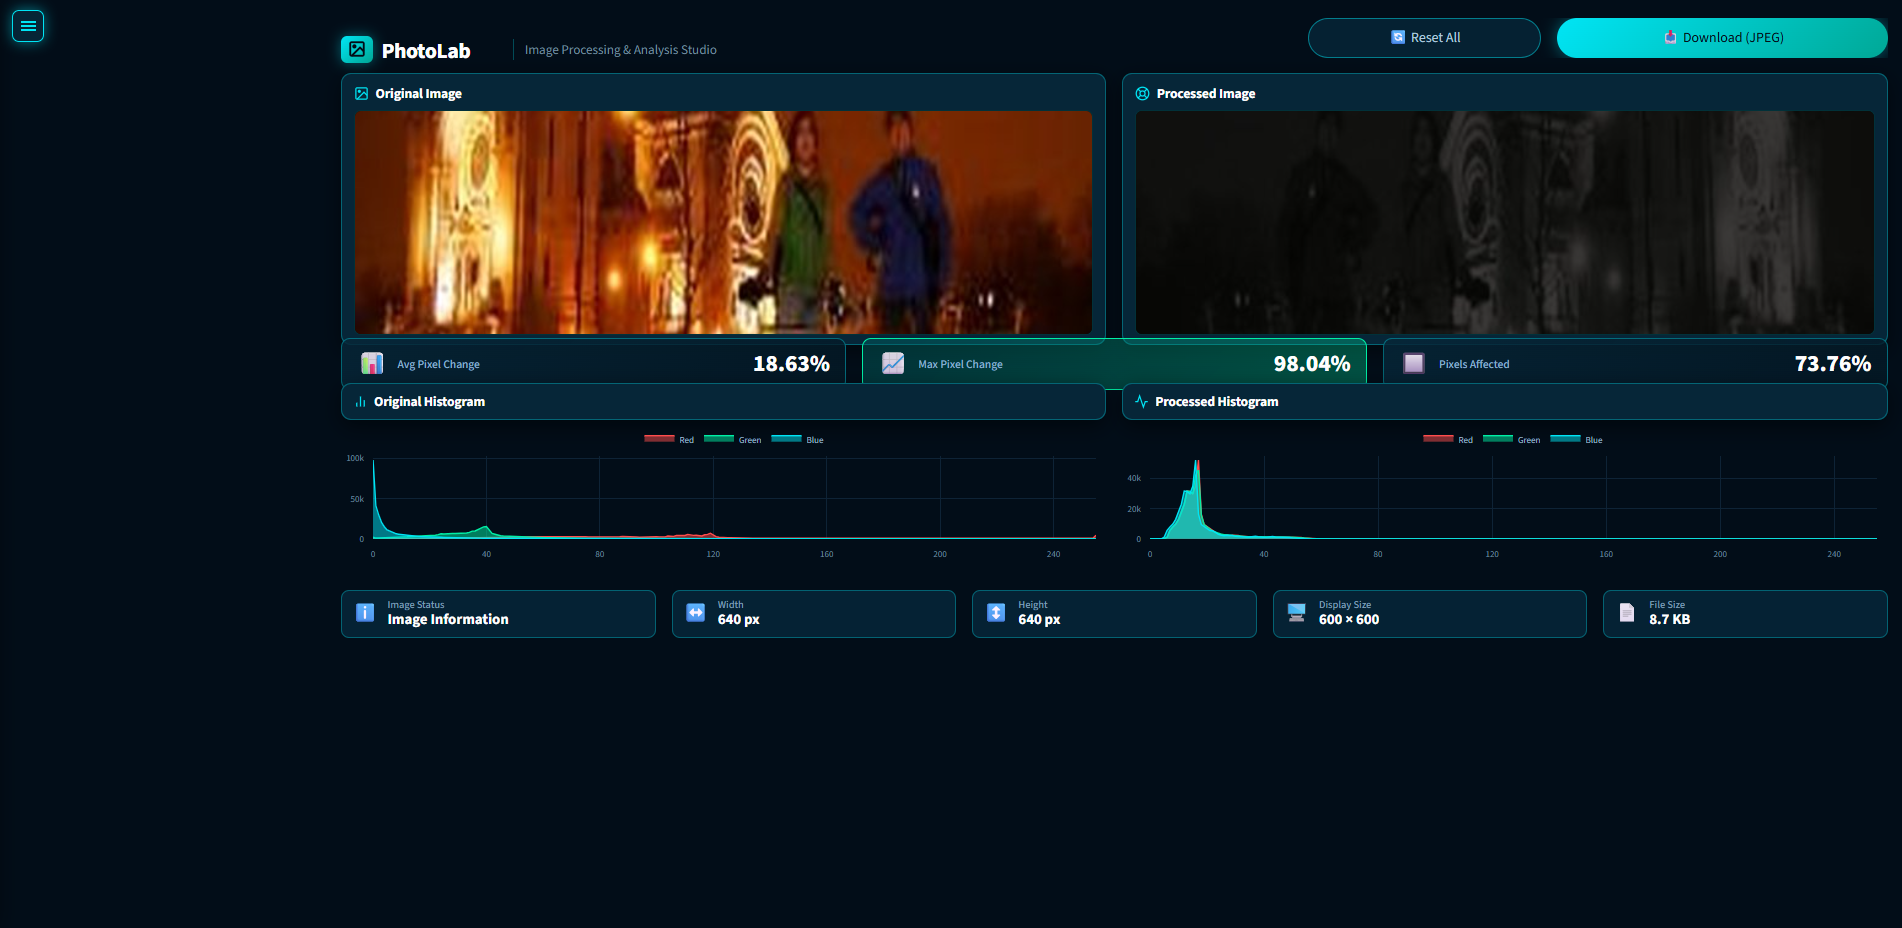 PhotoLab
Image Processing & Analysis Studio
Reset All
Download (JPEG)
Original Image
Processed Image
Avg Pixel Change
18.63%
Max Pixel Change
98.04%
Pixels Affected
73.76%
Original Histogram
Processed Histogram
Red Green Blue
100k
50k
0
0 40 80 120 160 200 240
Red Green Blue
40k
20k
0
0 40 80 120 160 200 240
Image Status
Image Information
Width
640 px
Height
640 px
Display Size
600 × 600
File Size
8.7 KB